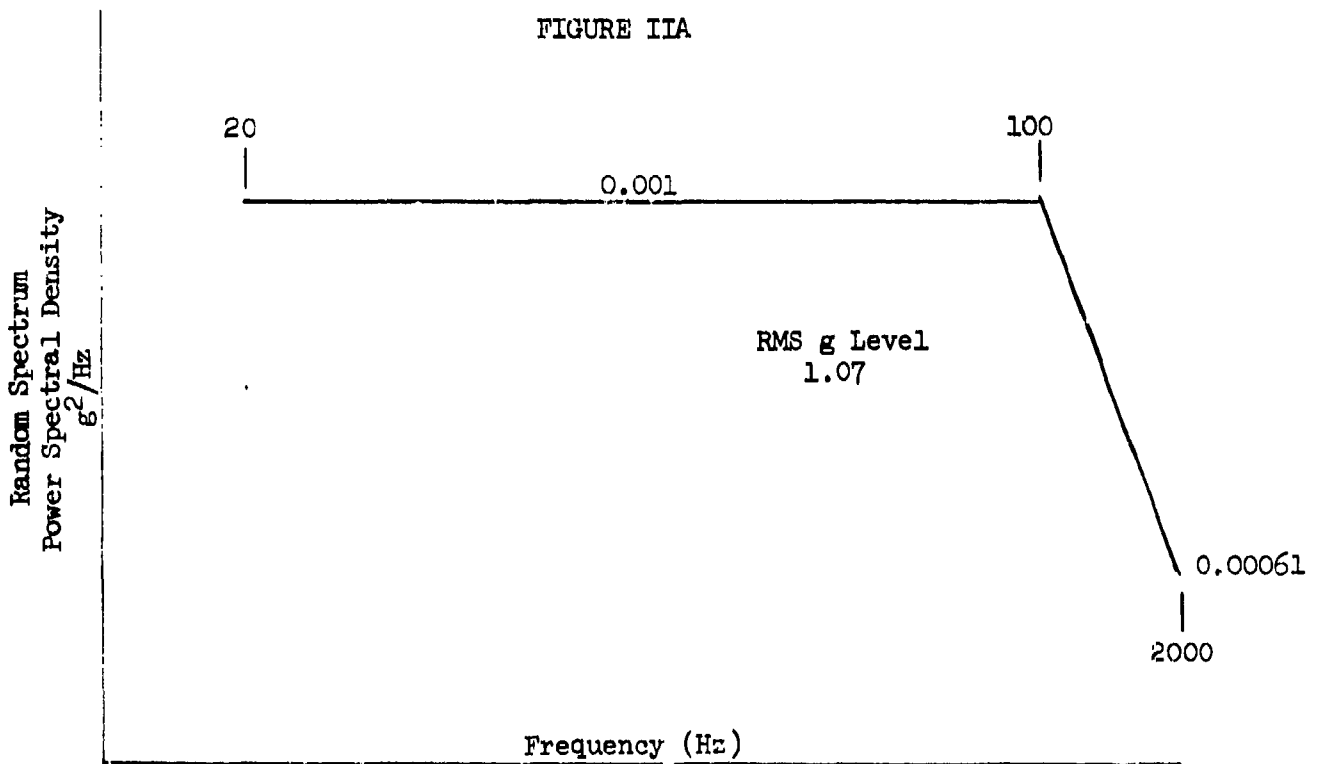 FIGURE IIA
20
100
0.001
Random Spectrum
Power Spectral Density
g²/Hz
RMS g Level
1.07
0.00061
2000
Frequency (Hz)